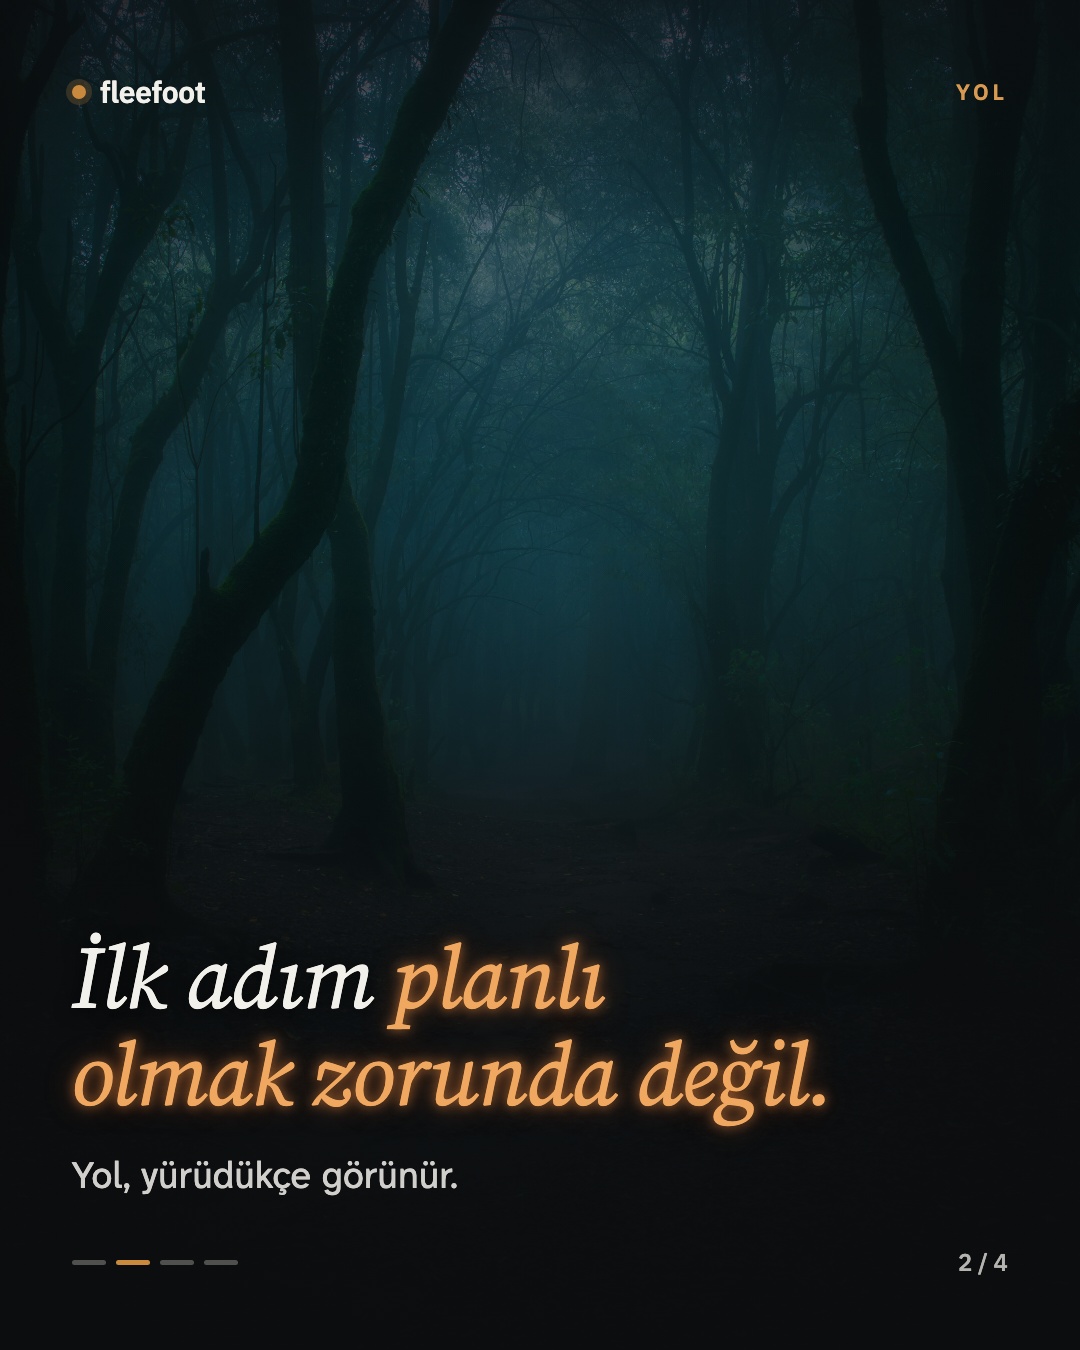 fleefoot
YOL
İlk adım planlı
olmak zorunda değil.
Yol, yürüdükçe görünür.
2 / 4